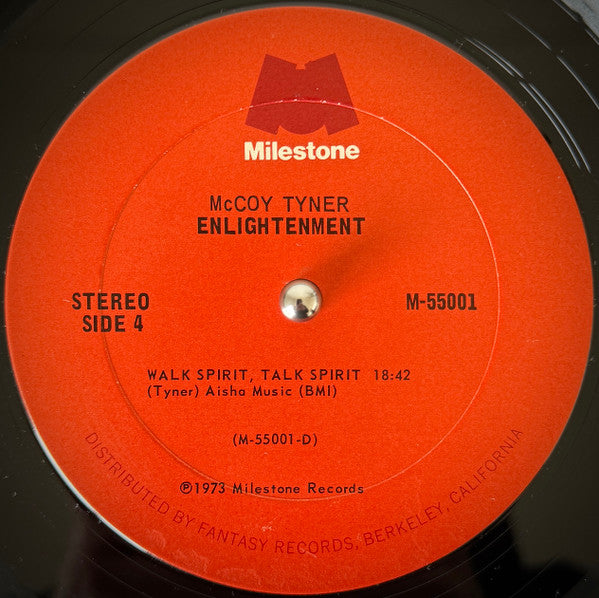 Milestone
McCOY TYNER
ENLIGHTENMENT
STEREO
SIDE 4
M-55001
WALK SPIRIT, TALK SPIRIT 18:42
(Tyner) Aisha Music (BMI)
(M-55001-D)
℗1973 Milestone Records
DISTRIBUTED BY FANTASY RECORDS, BERKELEY, CALIFORNIA